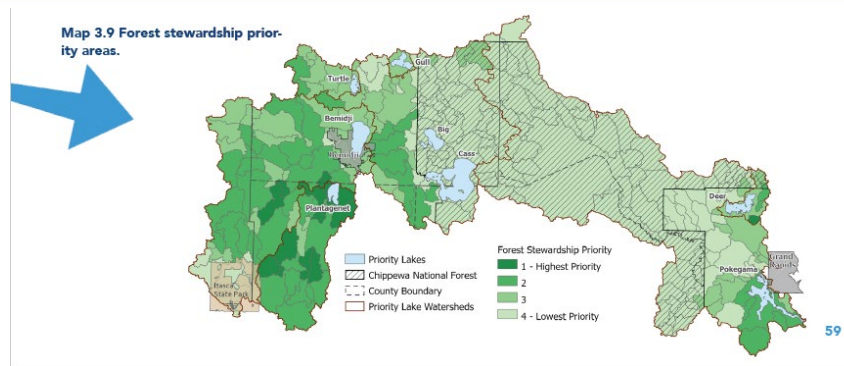 Map 3.9 Forest stewardship prior-
ity areas.
Gull
Turtle
Bemidji
Bemidji
Big
Cass
Plantagenet
Deer
Itasca
State Park
Pokegama
Grand
Rapids
Priority Lakes
Chippewa National Forest
County Boundary
Priority Lake Watersheds
Forest Stewardship Priority
1 - Highest Priority
2
3
4 - Lowest Priority
59